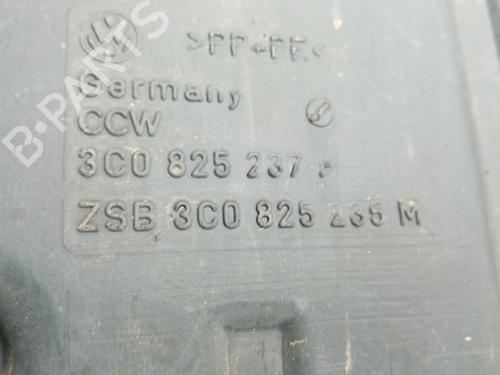 >PP+PE<
Germany
CCW
3C0 825 237 F
ZSB 3C0 825 235 M
B-PARTS